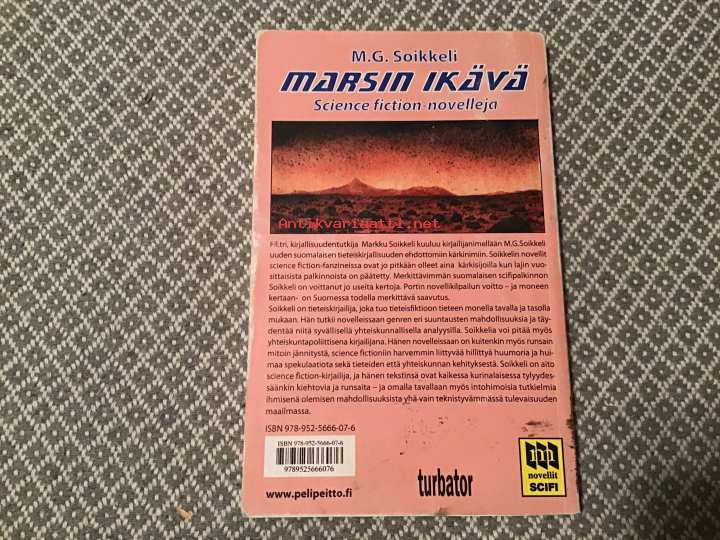 M.G. Soikkeli
MARSIN IKÄVÄ
Science fiction-novelleja
Antikvariaatti.net
Fil.tri, kirjallisuudentutkija Markku Soikkeli kuuluu kirjailijanimellään M.G.Soikkeli
uuden suomalaisen tieteiskirjallisuuden ehdottomiin kärkinimiin. Soikkelin novellit
science fiction-fanzineissa ovat jo pitkään olleet aina kärkisijoilla kun lajin vuo-
sittaisista palkinnoista on päätetty. Merkittävimmän suomalaisen scifipalkinnon
Soikkeli on voittanut jo useita kertoja. Portin novellikilpailun voitto – ja moneen
kertaan- on Suomessa todella merkittävä saavutus.
Soikkeli on tieteiskirjailija, joka tuo tieteisfiktioon tieteen monella tavalla ja tasolla
mukaan. Hän tutkii novelleissaan genren eri suuntausten mahdollisuuksia ja täy-
dentää niitä syvällisellä yhteiskunnallisella analyysilla. Soikkelia voi pitää myös
yhteiskuntapoliittisena kirjailijana. Hänen novelleissaan on kuitenkin myös runsain
mitoin jännitystä, science fictioniin harvemmin liittyvää hillittyä huumoria ja hui-
maa spekulaatiota sekä tieteiden että yhteiskunnan kehityksestä. Soikkeli on aito
science fiction-kirjailija, ja hänen tekstinsä ovat kaikessa kurinalaisessa tylyydes-
säänkin kiehtovia ja runsaita – ja omalla tavallaan myös intohimoisia tutkielmia
ihmisenä olemisen mahdollisuuksista yhä vain teknistyvämmässä tulevaisuuden
maailmassa.
ISBN 978-952-5666-07-6
ISBN 978-952-5666-07-6
9789525666076
www.pelipeitto.fi
turbator
novellit
SCIFI